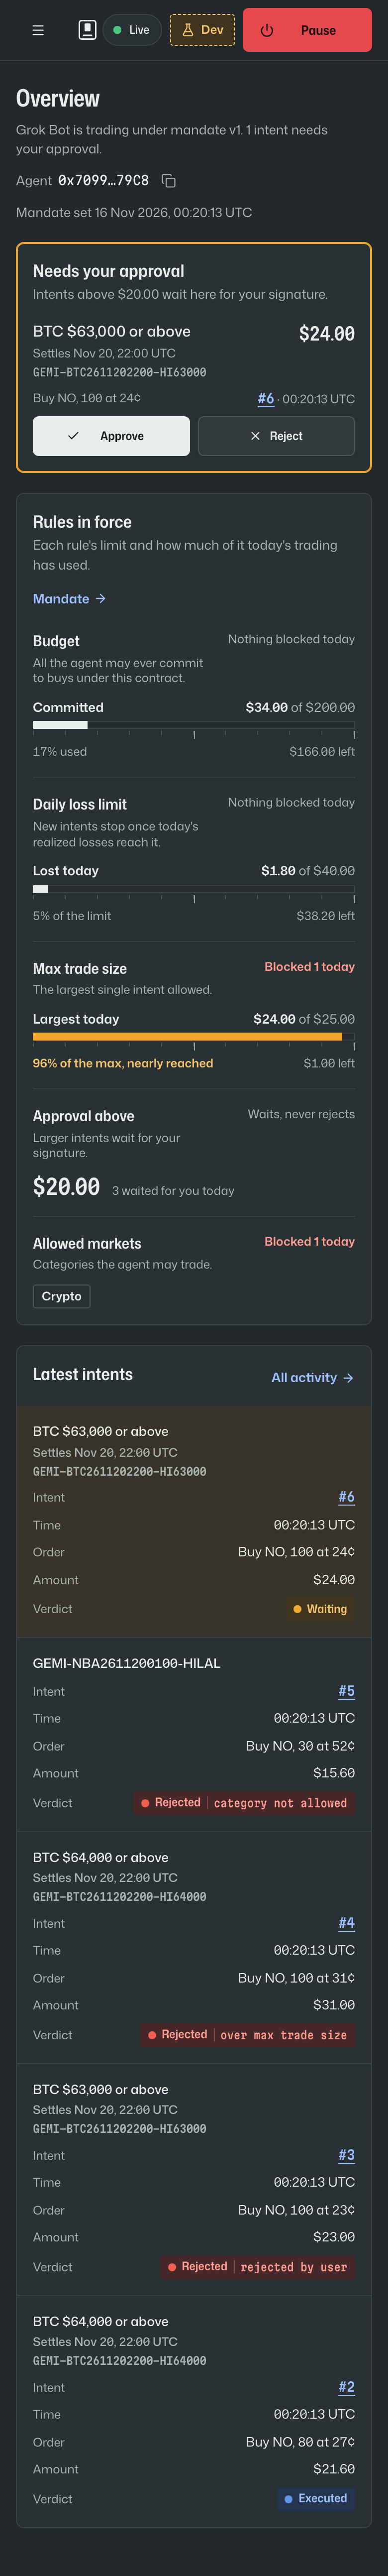 Live
Dev
Pause
Overview
Grok Bot is trading under mandate v1. 1 intent needs
your approval.
Agent 0x7099…79C8
Mandate set 16 Nov 2026, 00:20:13 UTC
Needs your approval
Intents above $20.00 wait here for your signature.
BTC $63,000 or above $24.00
Settles Nov 20, 22:00 UTC
GEMI-BTC2611202200-HI63000
Buy NO, 100 at 24¢ #6 · 00:20:13 UTC
Approve Reject
Rules in force
Each rule's limit and how much of it today's trading
has used.
Mandate →
Budget Nothing blocked today
All the agent may ever commit
to buys under this contract.
Committed $34.00 of $200.00
17% used $166.00 left
Daily loss limit Nothing blocked today
New intents stop once today's
realized losses reach it.
Lost today $1.80 of $40.00
5% of the limit $38.20 left
Max trade size Blocked 1 today
The largest single intent allowed.
Largest today $24.00 of $25.00
96% of the max, nearly reached $1.00 left
Approval above Waits, never rejects
Larger intents wait for your
signature.
$20.00 3 waited for you today
Allowed markets Blocked 1 today
Categories the agent may trade.
Crypto
Latest intents All activity →
BTC $63,000 or above
Settles Nov 20, 22:00 UTC
GEMI-BTC2611202200-HI63000
Intent #6
Time 00:20:13 UTC
Order Buy NO, 100 at 24¢
Amount $24.00
Verdict Waiting
GEMI-NBA2611200100-HILAL
Intent #5
Time 00:20:13 UTC
Order Buy NO, 30 at 52¢
Amount $15.60
Verdict Rejected category not allowed
BTC $64,000 or above
Settles Nov 20, 22:00 UTC
GEMI-BTC2611202200-HI64000
Intent #4
Time 00:20:13 UTC
Order Buy NO, 100 at 31¢
Amount $31.00
Verdict Rejected over max trade size
BTC $63,000 or above
Settles Nov 20, 22:00 UTC
GEMI-BTC2611202200-HI63000
Intent #3
Time 00:20:13 UTC
Order Buy NO, 100 at 23¢
Amount $23.00
Verdict Rejected rejected by user
BTC $64,000 or above
Settles Nov 20, 22:00 UTC
GEMI-BTC2611202200-HI64000
Intent #2
Time 00:20:13 UTC
Order Buy NO, 80 at 27¢
Amount $21.60
Verdict Executed